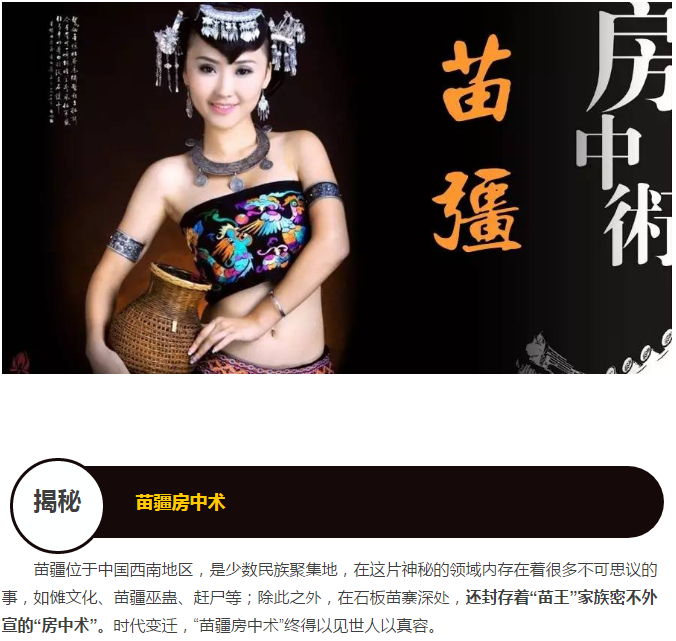 苗疆
房中術
揭秘
苗疆房中术
苗疆位于中国西南地区，是少数民族聚集地，在这片神秘的领域内存在着很多不可思议的
事，如傩文化、苗疆巫蛊、赶尸等；除此之外，在石板苗寨深处，还封存着“苗王”家族密不外
宣的“房中术”。时代变迁，“苗疆房中术”终得以见世人以真容。